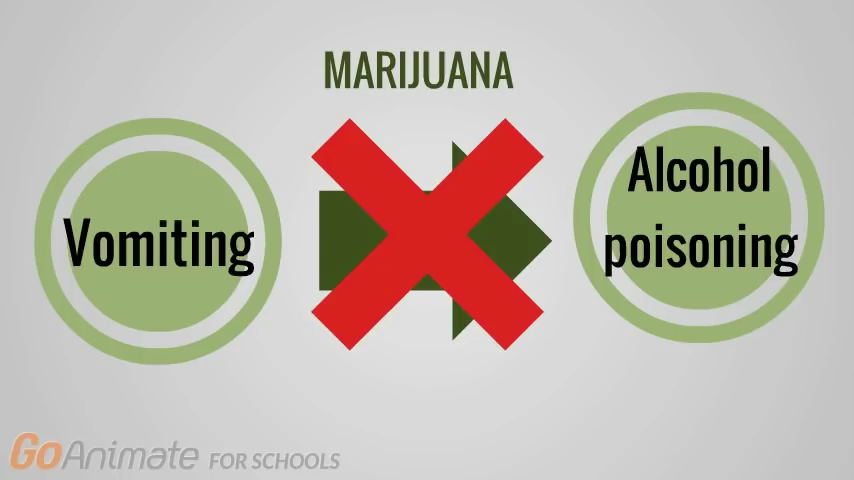 MARIJUANA
Vomiting
Alcohol
poisoning
GoAnimate FOR SCHOOLS